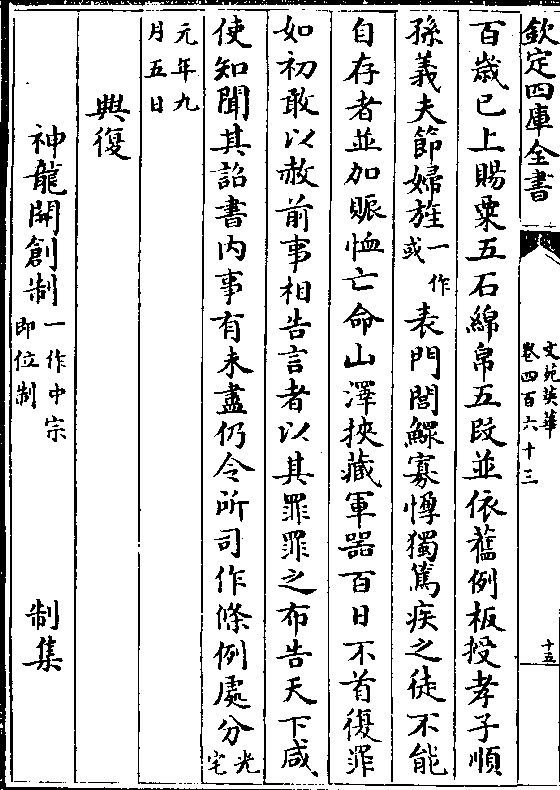 欽定四庫全書
文苑英華
卷四百六十三
十五
百歳已上賜粟五石綿帛五段並依舊例板授孝子順
孫義夫節婦旌一作或表門閭鰥寡惸獨篤疾之徒不能
自存者並加賑恤亡命山澤挾藏軍器百日不首復罪
如初敢以赦前事相告言者以其罪罪之布告天下咸
使知聞其詔書内事有未盡仍令所司作條例處分光宅
元年九
月五日
興復
神龍開創制一作中宗即位制 制集